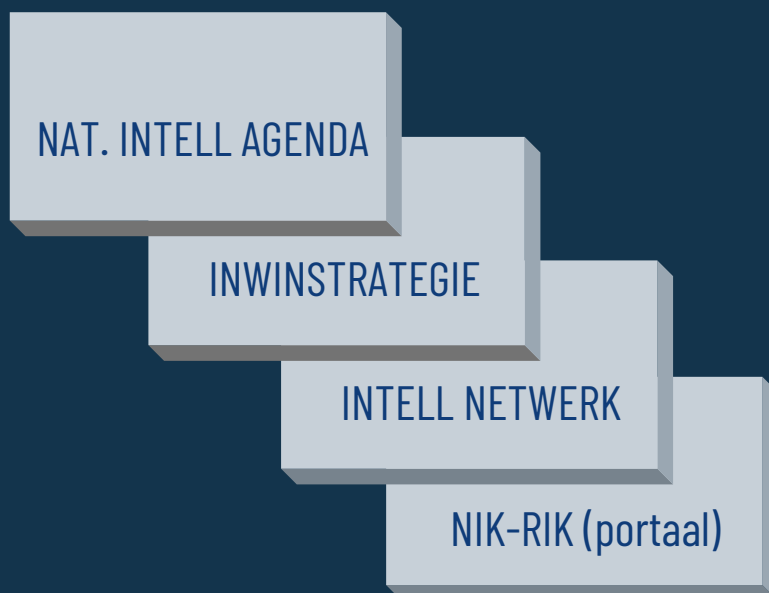 NAT. INTELL AGENDA
INWINSTRATEGIE
INTELL NETWERK
NIK-RIK (portaal)